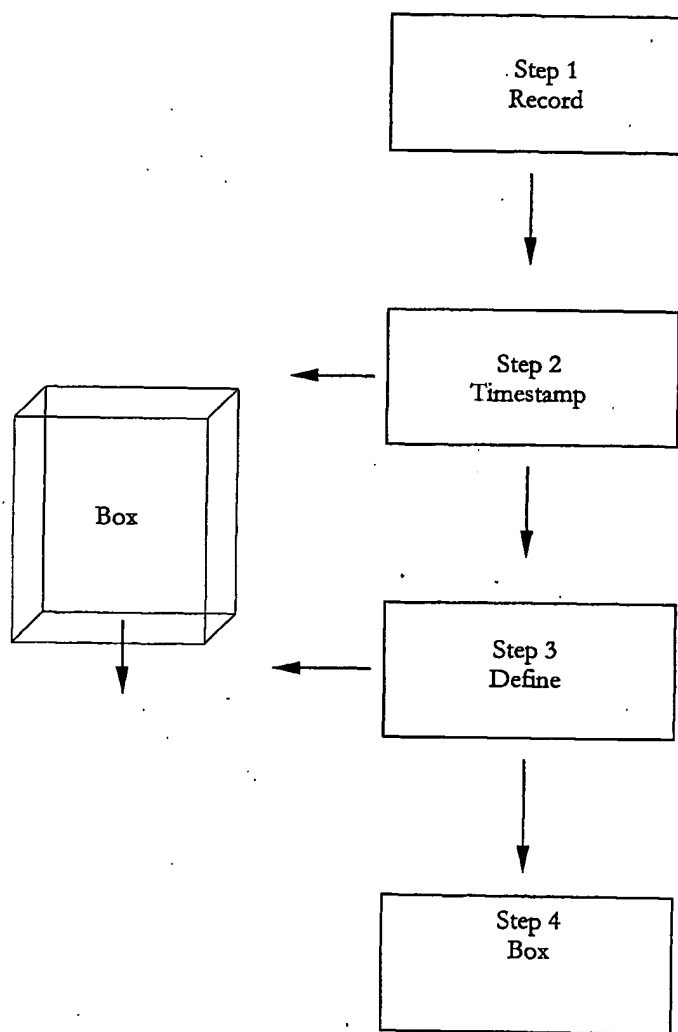 Step 1
Record
Step 2
Timestamp
Box
Step 3
Define
Step 4
Box